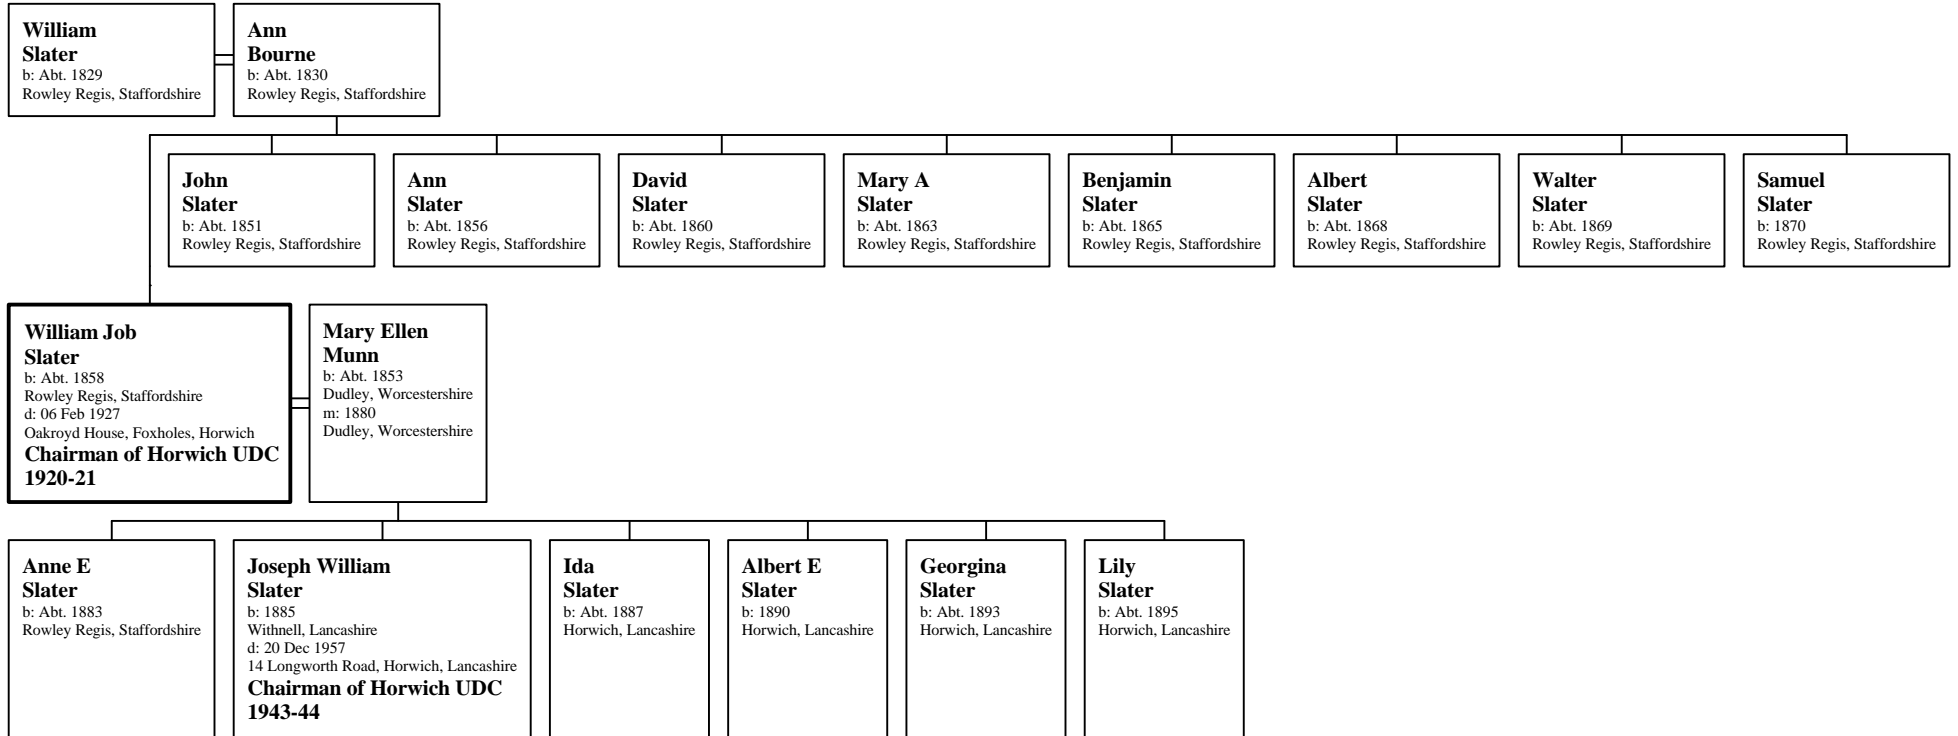 William
Slater
b: Abt. 1829
Rowley Regis, Staffordshire
Ann
Bourne
b: Abt. 1830
Rowley Regis, Staffordshire
John
Slater
b: Abt. 1851
Rowley Regis, Staffordshire
Ann
Slater
b: Abt. 1856
Rowley Regis, Staffordshire
David
Slater
b: Abt. 1860
Rowley Regis, Staffordshire
Mary A
Slater
b: Abt. 1863
Rowley Regis, Staffordshire
Benjamin
Slater
b: Abt. 1865
Rowley Regis, Staffordshire
Albert
Slater
b: Abt. 1868
Rowley Regis, Staffordshire
Walter
Slater
b: Abt. 1869
Rowley Regis, Staffordshire
Samuel
Slater
b: 1870
Rowley Regis, Staffordshire
William Job
Slater
b: Abt. 1858
Rowley Regis, Staffordshire
d: 06 Feb 1927
Oakroyd House, Foxholes, Horwich
Chairman of Horwich UDC
1920-21
Mary Ellen
Munn
b: Abt. 1853
Dudley, Worcestershire
m: 1880
Dudley, Worcestershire
Anne E
Slater
b: Abt. 1883
Rowley Regis, Staffordshire
Joseph William
Slater
b: 1885
Withnell, Lancashire
d: 20 Dec 1957
14 Longworth Road, Horwich, Lancashire
Chairman of Horwich UDC
1943-44
Ida
Slater
b: Abt. 1887
Horwich, Lancashire
Albert E
Slater
b: 1890
Horwich, Lancashire
Georgina
Slater
b: Abt. 1893
Horwich, Lancashire
Lily
Slater
b: Abt. 1895
Horwich, Lancashire